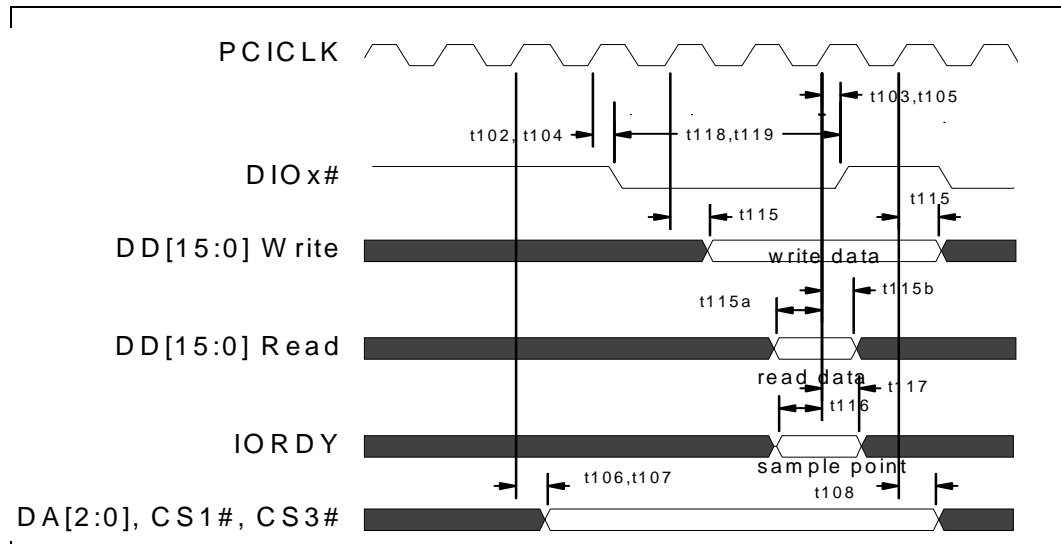 PCICLK
t103,t105
t102, t104
t118,t119
DIOx#
t115
t115
DD[15:0] Write
write data
t115b
t115a
DD[15:0] Read
read data
t117
t116
IORDY
sample point
t106,t107
t108
DA[2:0], CS1#, CS3#